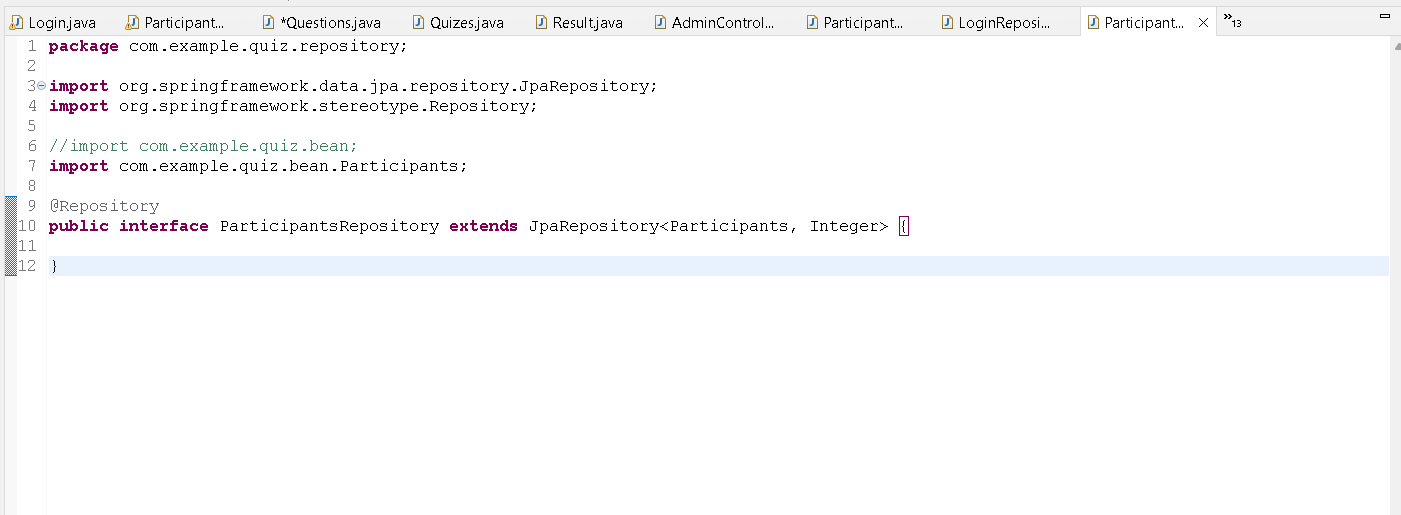 Login.java Participant... *Questions.java Quizes.java Result.java AdminControl... Participant... LoginReposi... Participant... »13
1 package com.example.quiz.repository;
2
3 import org.springframework.data.jpa.repository.JpaRepository;
4 import org.springframework.stereotype.Repository;
5
6 //import com.example.quiz.bean;
7 import com.example.quiz.bean.Participants;
8
9 @Repository
10 public interface ParticipantsRepository extends JpaRepository<Participants, Integer> {
11
12 }